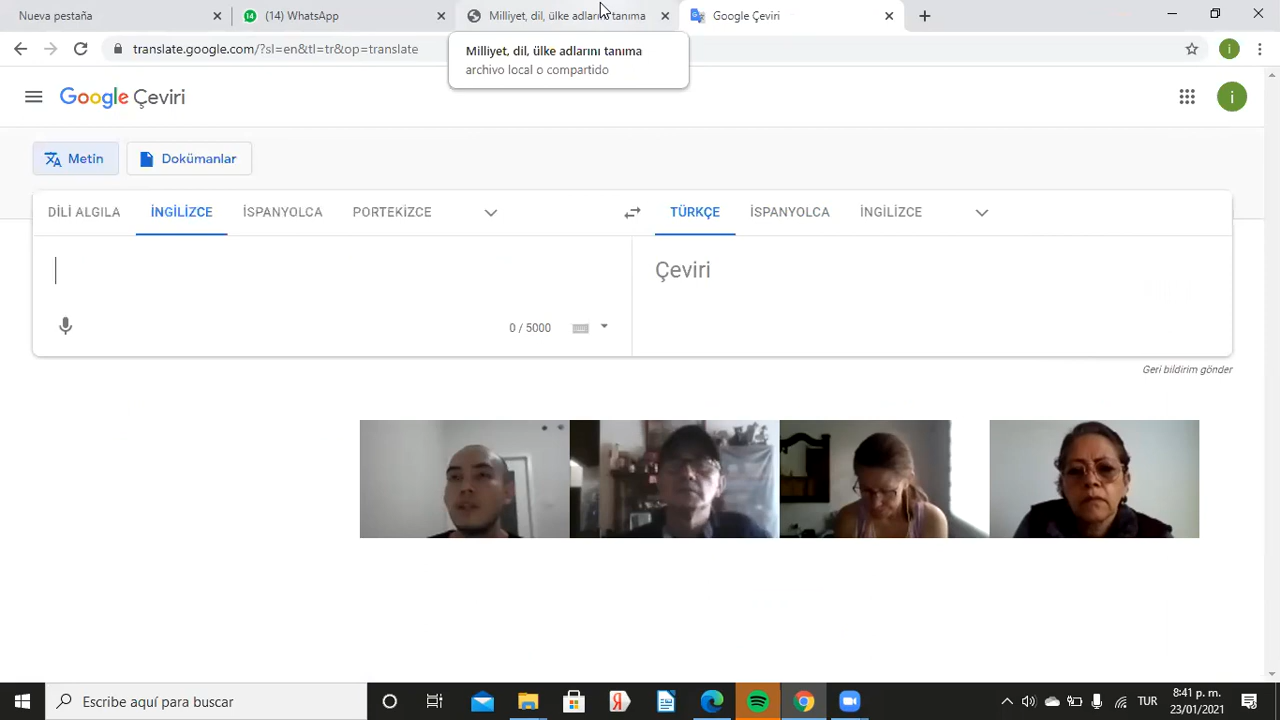 Nueva pestaña
(14) WhatsApp
Milliyet, dil, ülke adlarını tanıma
Google Çeviri
translate.google.com/?sl=en&tl=tr&op=translate
i
Milliyet, dil, ülke adlarını tanıma
archivo local o compartido
Google Çeviri
i
Metin
Dokümanlar
DİLİ ALGILA İNGİLİZCE İSPANYOLCA PORTEKİZCE
TÜRKÇE İSPANYOLCA İNGİLİZCE
Çeviri
0 / 5000
Geri bildirim gönder
Escribe aquí para buscar
TUR
8:41 p. m.
23/01/2021